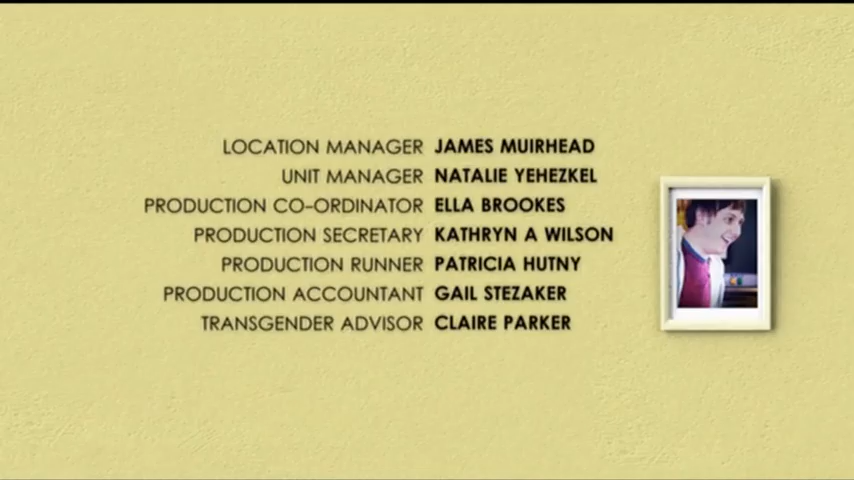 LOCATION MANAGER JAMES MUIRHEAD
UNIT MANAGER NATALIE YEHEZKEL
PRODUCTION CO-ORDINATOR ELLA BROOKES
PRODUCTION SECRETARY KATHRYN A WILSON
PRODUCTION RUNNER PATRICIA HUTNY
PRODUCTION ACCOUNTANT GAIL STEZAKER
TRANSGENDER ADVISOR CLAIRE PARKER